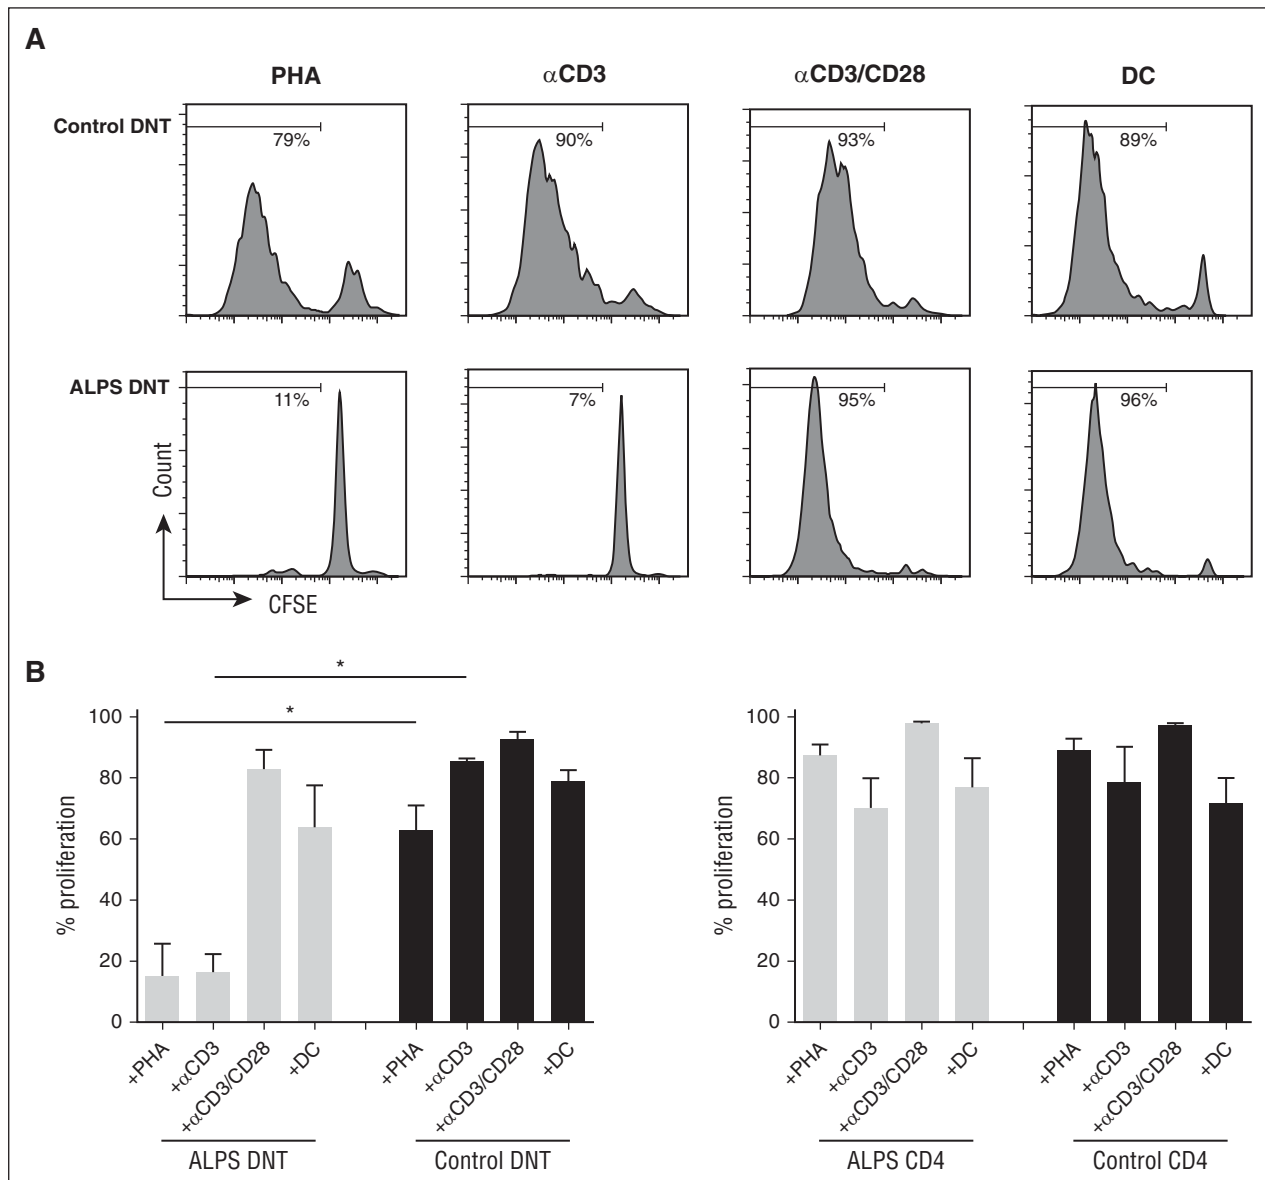 A
PHA αCD3 αCD3/CD28 DC
Control DNT
79% 90% 93% 89%
ALPS DNT
11% 7% 95% 96%
Count
CFSE
B
*
*
% proliferation
100
80
60
40
20
0
+PHA +αCD3 +αCD3/CD28 +DC +PHA +αCD3 +αCD3/CD28 +DC
ALPS DNT Control DNT
% proliferation
100
80
60
40
20
0
+PHA +αCD3 +αCD3/CD28 +DC +PHA +αCD3 +αCD3/CD28 +DC
ALPS CD4 Control CD4